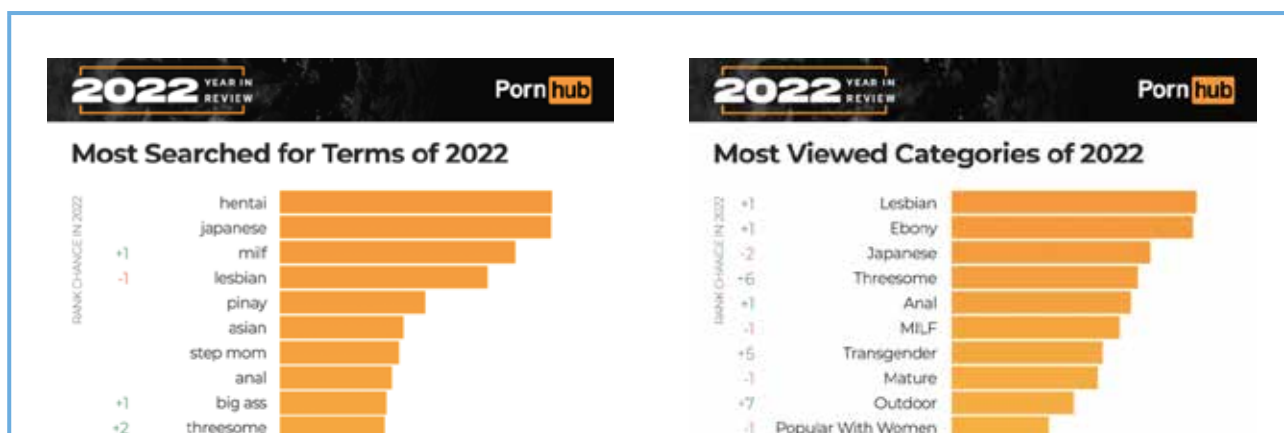 2022 YEAR IN REVIEW
Pornhub
Most Searched for Terms of 2022
RANK CHANGE IN 2022
hentai
japanese
+1 milf
-1 lesbian
pinay
asian
step mom
anal
+1 big ass
+2 threesome
2022 YEAR IN REVIEW
Pornhub
Most Viewed Categories of 2022
RANK CHANGE IN 2022
+1 Lesbian
+1 Ebony
-2 Japanese
+6 Threesome
+1 Anal
-1 MILF
+5 Transgender
-1 Mature
+7 Outdoor
-1 Popular With Women